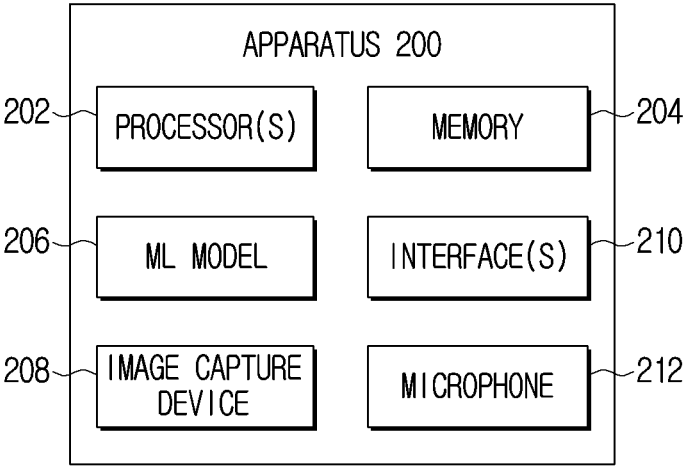 APPARATUS 200
202
PROCESSOR(S)
MEMORY
204
206
ML MODEL
INTERFACE(S)
210
208
IMAGE CAPTURE
DEVICE
MICROPHONE
212